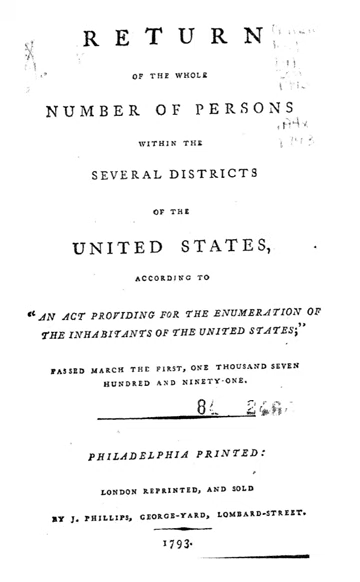 RETURN
OF THE WHOLE
NUMBER OF PERSONS
WITHIN THE
SEVERAL DISTRICTS
OF THE
UNITED STATES,
ACCORDING TO
“AN ACT PROVIDING FOR THE ENUMERATION OF
THE INHABITANTS OF THE UNITED STATES;”
PASSED MARCH THE FIRST, ONE THOUSAND SEVEN
HUNDRED AND NINETY-ONE.
PHILADELPHIA PRINTED:
LONDON REPRINTED, AND SOLD
BY J. PHILLIPS, GEORGE-YARD, LOMBARD-STREET.
1793.